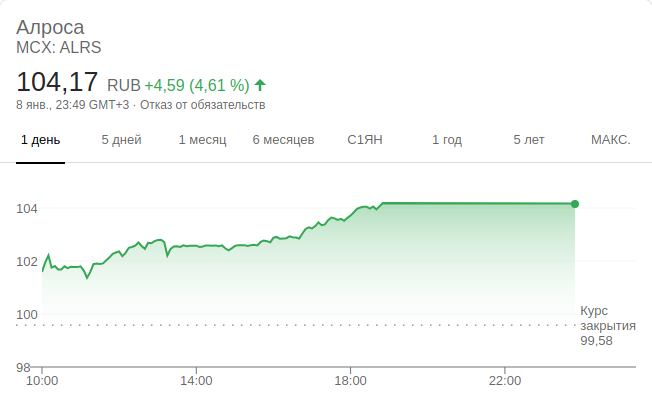 Алроса
MCX: ALRS
104,17 RUB +4,59 (4,61 %)
8 янв., 23:49 GMT+3 · Отказ от обязательств
1 день 5 дней 1 месяц 6 месяцев С1ЯН 1 год 5 лет МАКС.
104
102
100
Курс
закрытия
99,58
98
10:00 14:00 18:00 22:00